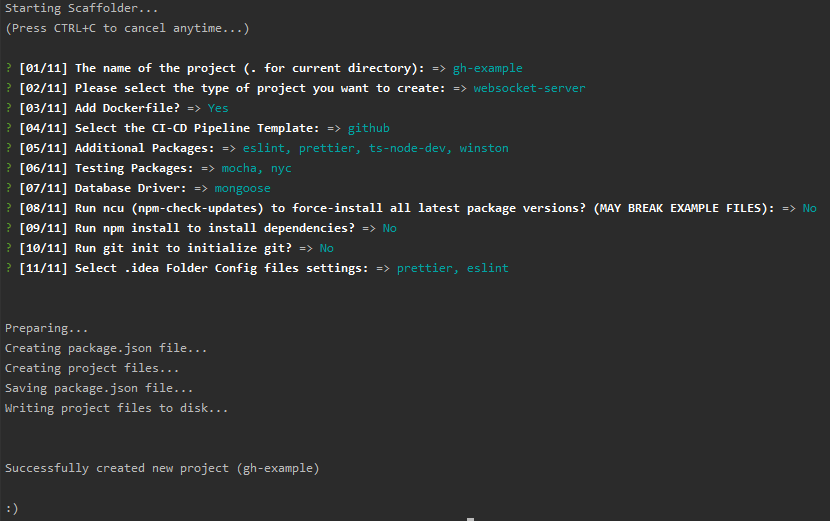 Starting Scaffolder...
(Press CTRL+C to cancel anytime...)
? [01/11] The name of the project (. for current directory): => gh-example
? [02/11] Please select the type of project you want to create: => websocket-server
? [03/11] Add Dockerfile? => Yes
? [04/11] Select the CI-CD Pipeline Template: => github
? [05/11] Additional Packages: => eslint, prettier, ts-node-dev, winston
? [06/11] Testing Packages: => mocha, nyc
? [07/11] Database Driver: => mongoose
? [08/11] Run ncu (npm-check-updates) to force-install all latest package versions? (MAY BREAK EXAMPLE FILES): => No
? [09/11] Run npm install to install dependencies? => No
? [10/11] Run git init to initialize git? => No
? [11/11] Select .idea Folder Config files settings: => prettier, eslint
Preparing...
Creating package.json file...
Creating project files...
Saving package.json file...
Writing project files to disk...
Successfully created new project (gh-example)
:)